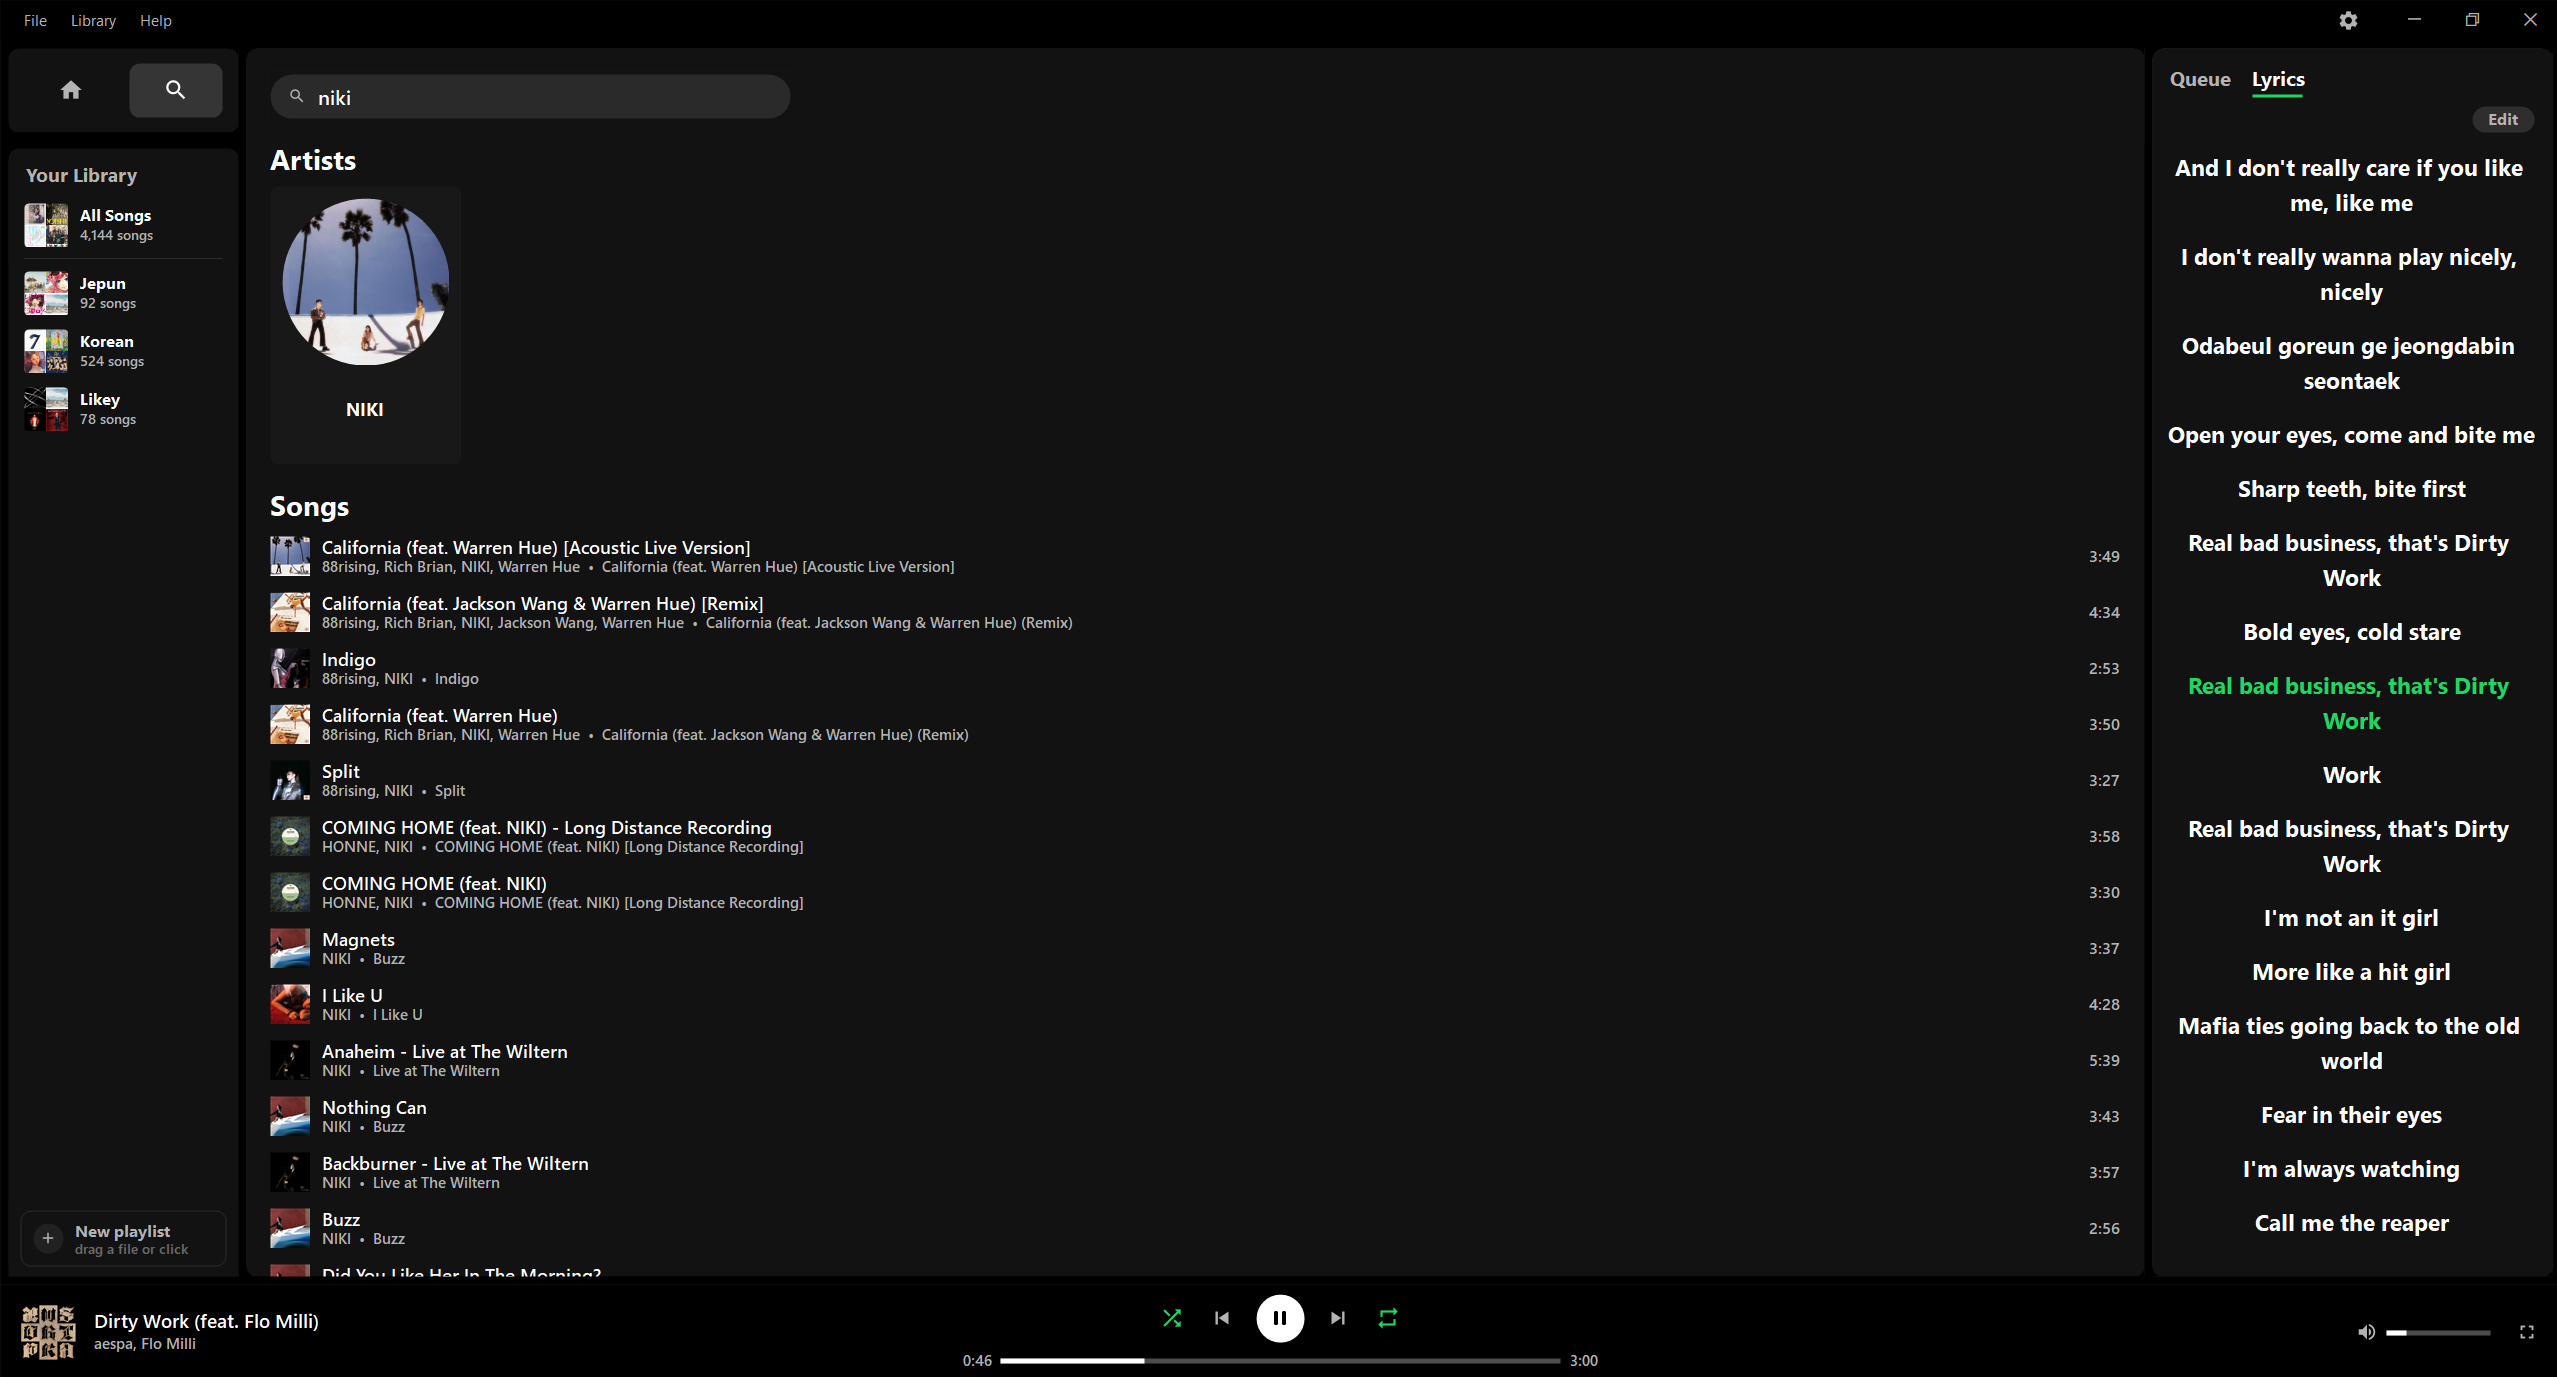 File Library Help
Your Library
All Songs
4,144 songs
Jepun
92 songs
Korean
524 songs
Likey
78 songs
New playlist
drag a file or click
niki
Artists
NIKI
Songs
California (feat. Warren Hue) [Acoustic Live Version]
88rising, Rich Brian, NIKI, Warren Hue • California (feat. Warren Hue) [Acoustic Live Version]
3:49
California (feat. Jackson Wang & Warren Hue) [Remix]
88rising, Rich Brian, NIKI, Jackson Wang, Warren Hue • California (feat. Jackson Wang & Warren Hue) (Remix)
4:34
Indigo
88rising, NIKI • Indigo
2:53
California (feat. Warren Hue)
88rising, Rich Brian, NIKI, Warren Hue • California (feat. Jackson Wang & Warren Hue) (Remix)
3:50
Split
88rising, NIKI • Split
3:27
COMING HOME (feat. NIKI) - Long Distance Recording
HONNE, NIKI • COMING HOME (feat. NIKI) [Long Distance Recording]
3:58
COMING HOME (feat. NIKI)
HONNE, NIKI • COMING HOME (feat. NIKI) [Long Distance Recording]
3:30
Magnets
NIKI • Buzz
3:37
I Like U
NIKI • I Like U
4:28
Anaheim - Live at The Wiltern
NIKI • Live at The Wiltern
5:39
Nothing Can
NIKI • Buzz
3:43
Backburner - Live at The Wiltern
NIKI • Live at The Wiltern
3:57
Buzz
NIKI • Buzz
2:56
Did You Like Her In The Morning?
Queue Lyrics
Edit
And I don't really care if you like
me, like me
I don't really wanna play nicely,
nicely
Odabeul goreun ge jeongdabin
seontaek
Open your eyes, come and bite me
Sharp teeth, bite first
Real bad business, that's Dirty
Work
Bold eyes, cold stare
Real bad business, that's Dirty
Work
Work
Real bad business, that's Dirty
Work
I'm not an it girl
More like a hit girl
Mafia ties going back to the old
world
Fear in their eyes
I'm always watching
Call me the reaper
Dirty Work (feat. Flo Milli)
aespa, Flo Milli
0:46
3:00